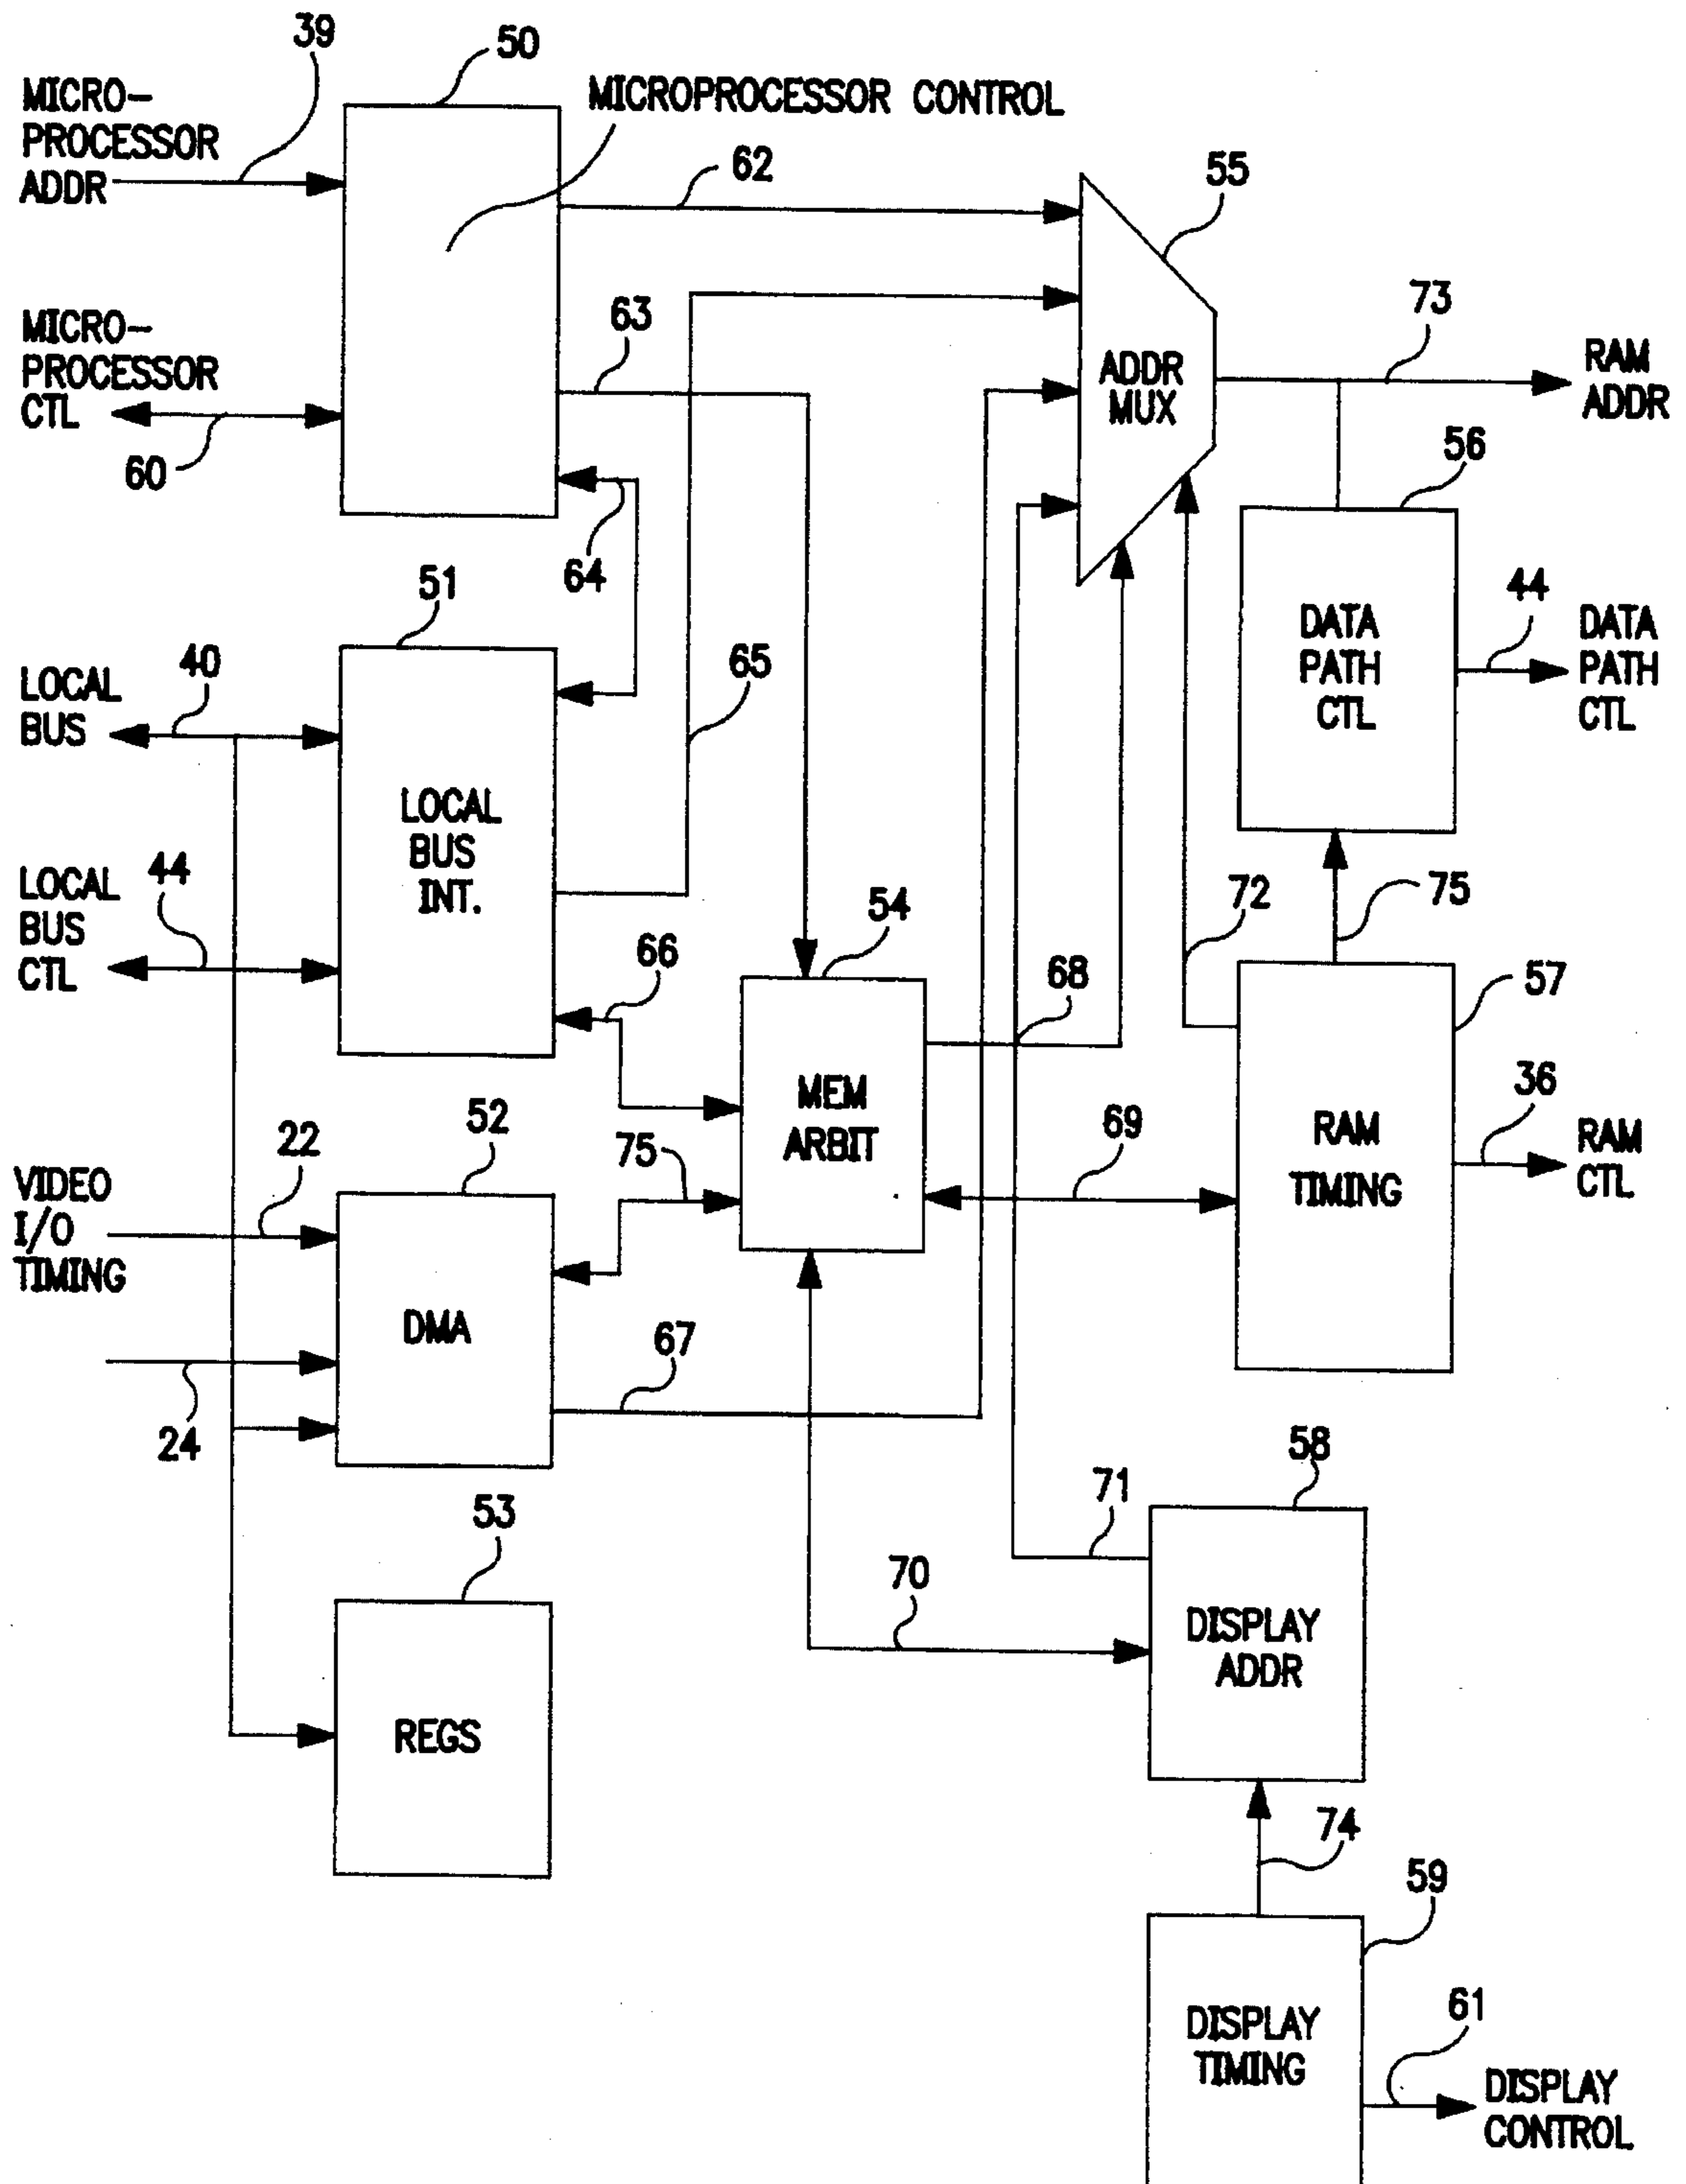 39
50
MICRO-
PROCESSOR
ADDR
MICROPROCESSOR CONTROL
62
55
MICRO-
PROCESSOR
CTL
60
63
64
ADDR
MUX
73
RAM
ADDR
56
DATA
PATH
CTL
44
DATA
PATH
CTL
51
LOCAL
BUS
40
65
LOCAL
BUS
INT.
LOCAL
BUS
CTL
44
66
54
68
72
75
57
MEM
ARBIT
69
RAM
TIMING
36
RAM
CTL
52
75
VIDEO
I/O
TIMING
22
DMA
67
24
53
REGS
58
71
70
DISPLAY
ADDR
74
59
DISPLAY
TIMING
61
DISPLAY
CONTROL